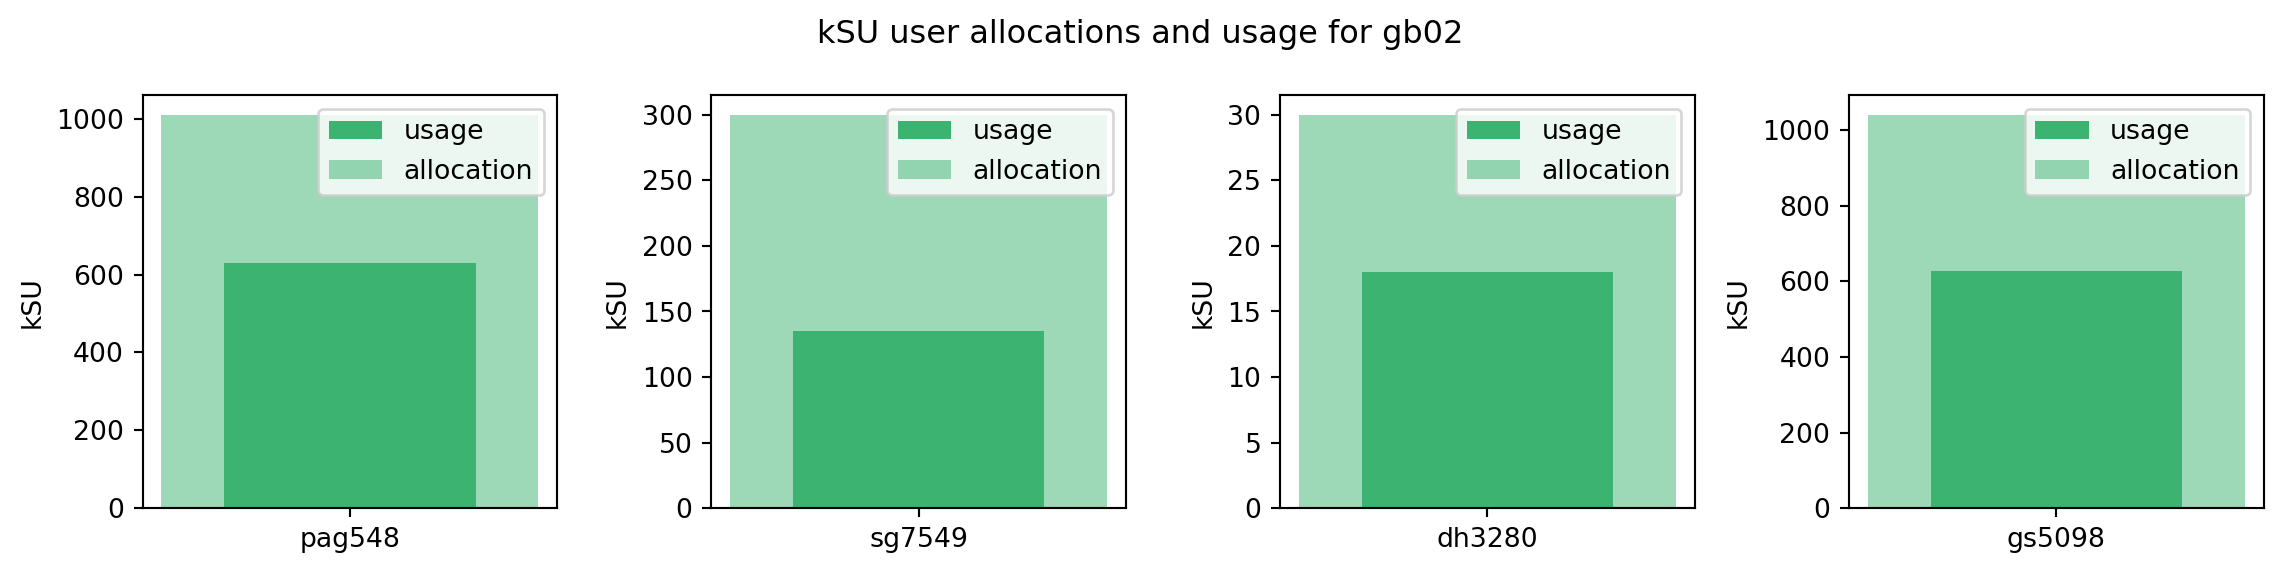 kSU user allocations and usage for gb02
1000
800
600
400
200
0
kSU
usage
allocation
pag548
300
250
200
150
100
50
0
kSU
usage
allocation
sg7549
30
25
20
15
10
5
0
kSU
usage
allocation
dh3280
1000
800
600
400
200
0
kSU
usage
allocation
gs5098